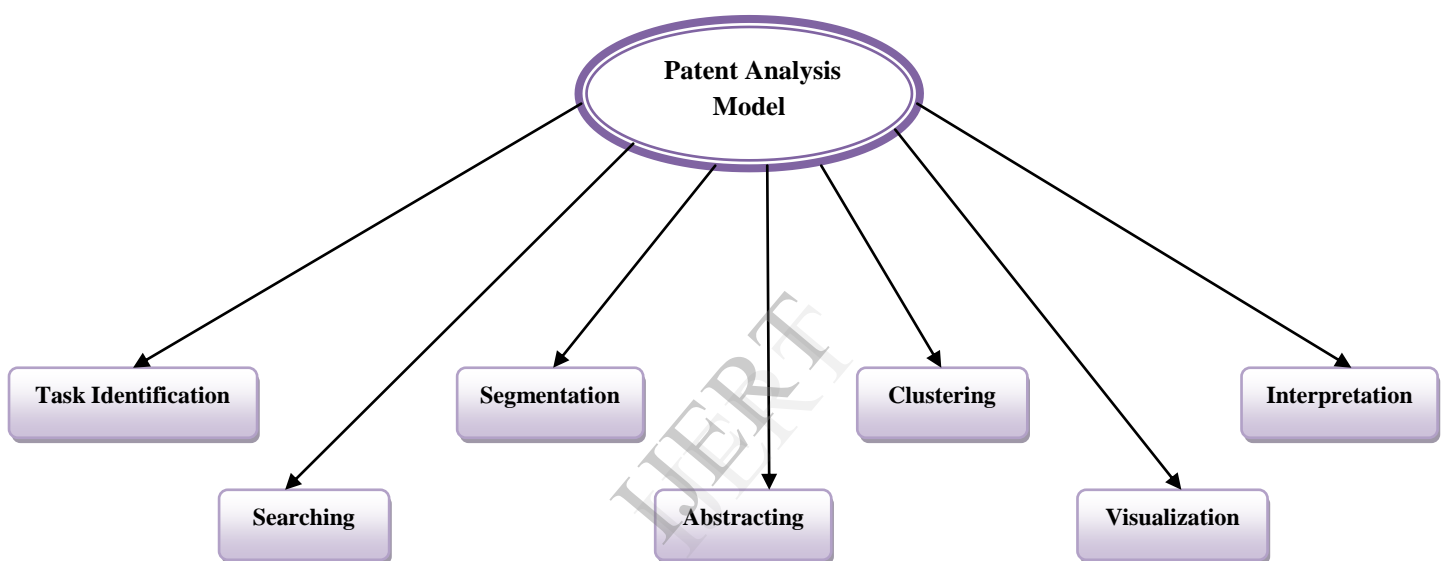 Patent Analysis
Model
Task Identification
Segmentation
Clustering
Interpretation
Searching
Abstracting
Visualization
IJERT